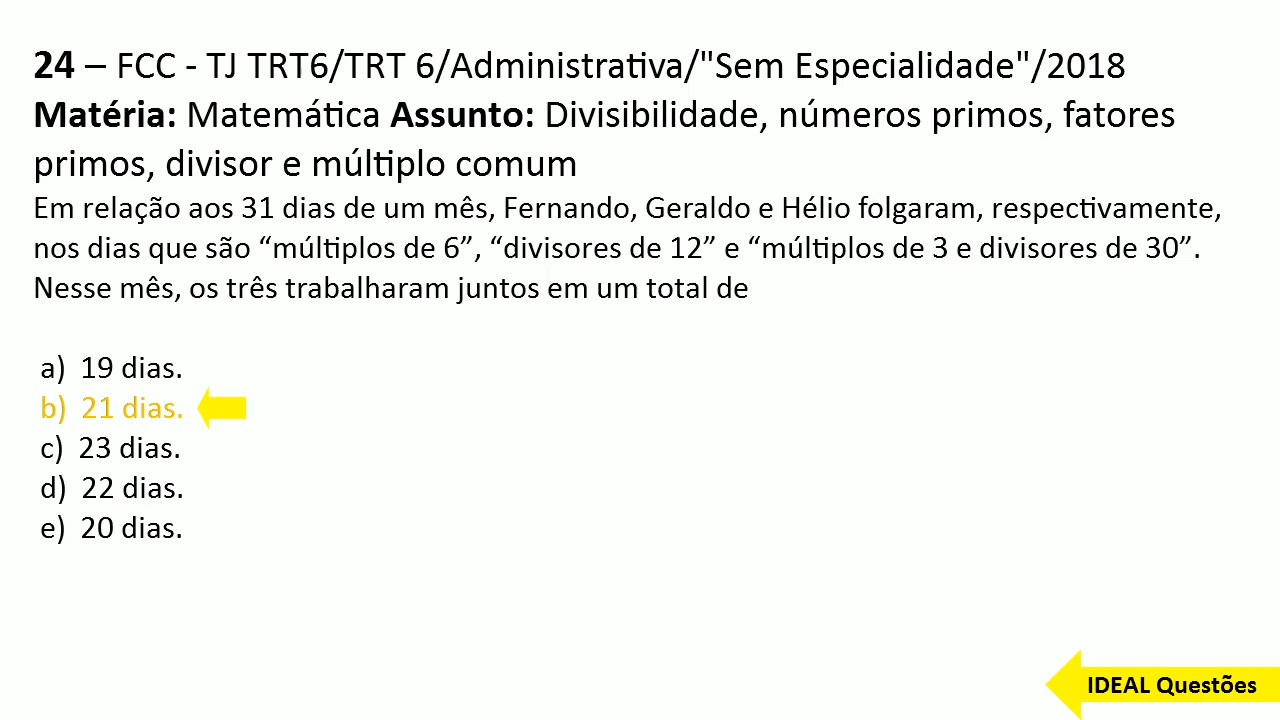 24 – FCC - TJ TRT6/TRT 6/Administrativa/"Sem Especialidade"/2018
Matéria: Matemática Assunto: Divisibilidade, números primos, fatores
primos, divisor e múltiplo comum
Em relação aos 31 dias de um mês, Fernando, Geraldo e Hélio folgaram, respectivamente,
nos dias que são “múltiplos de 6”, “divisores de 12” e “múltiplos de 3 e divisores de 30”.
Nesse mês, os três trabalharam juntos em um total de
a) 19 dias.
b) 21 dias.
c) 23 dias.
d) 22 dias.
e) 20 dias.
IDEAL Questões